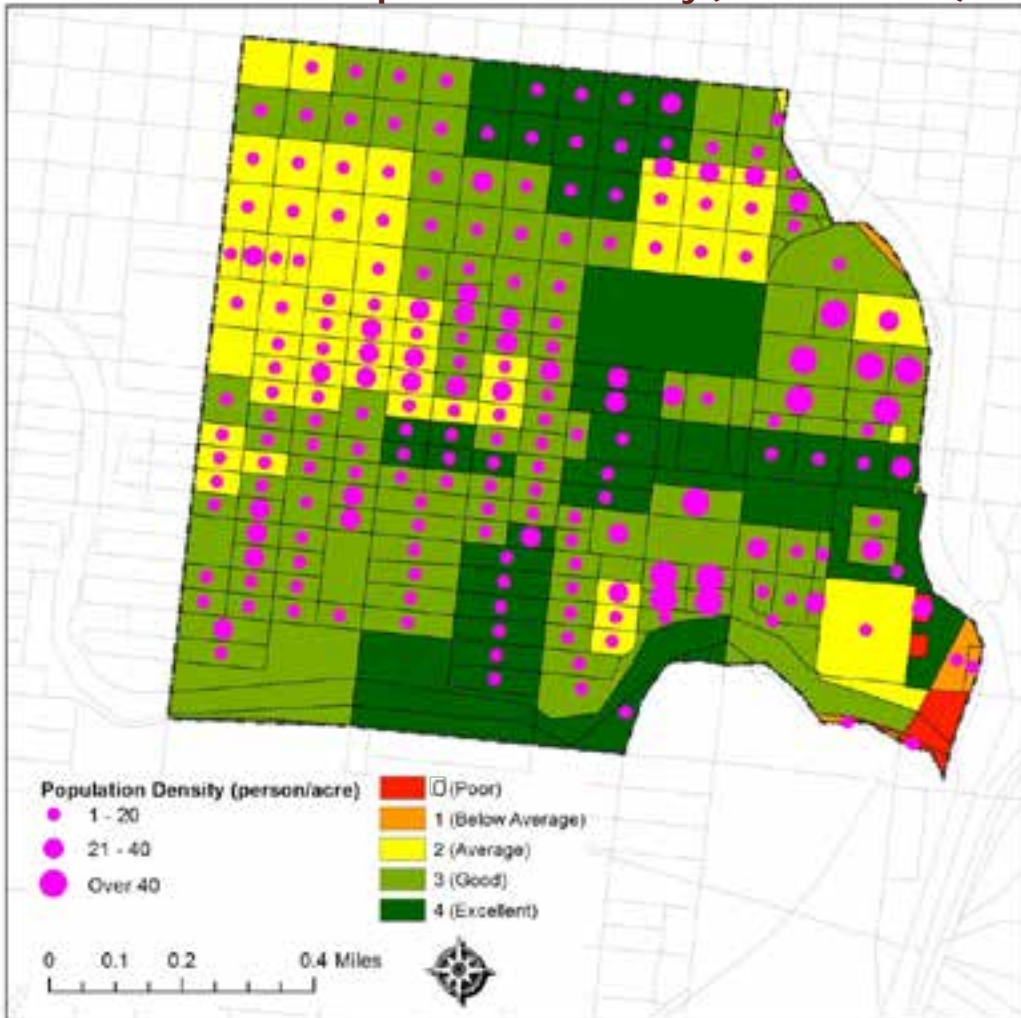 Population Density (person/acre)
1 - 20
21 - 40
Over 40
0 (Poor)
1 (Below Average)
2 (Average)
3 (Good)
4 (Excellent)
0 0.1 0.2 0.4 Miles